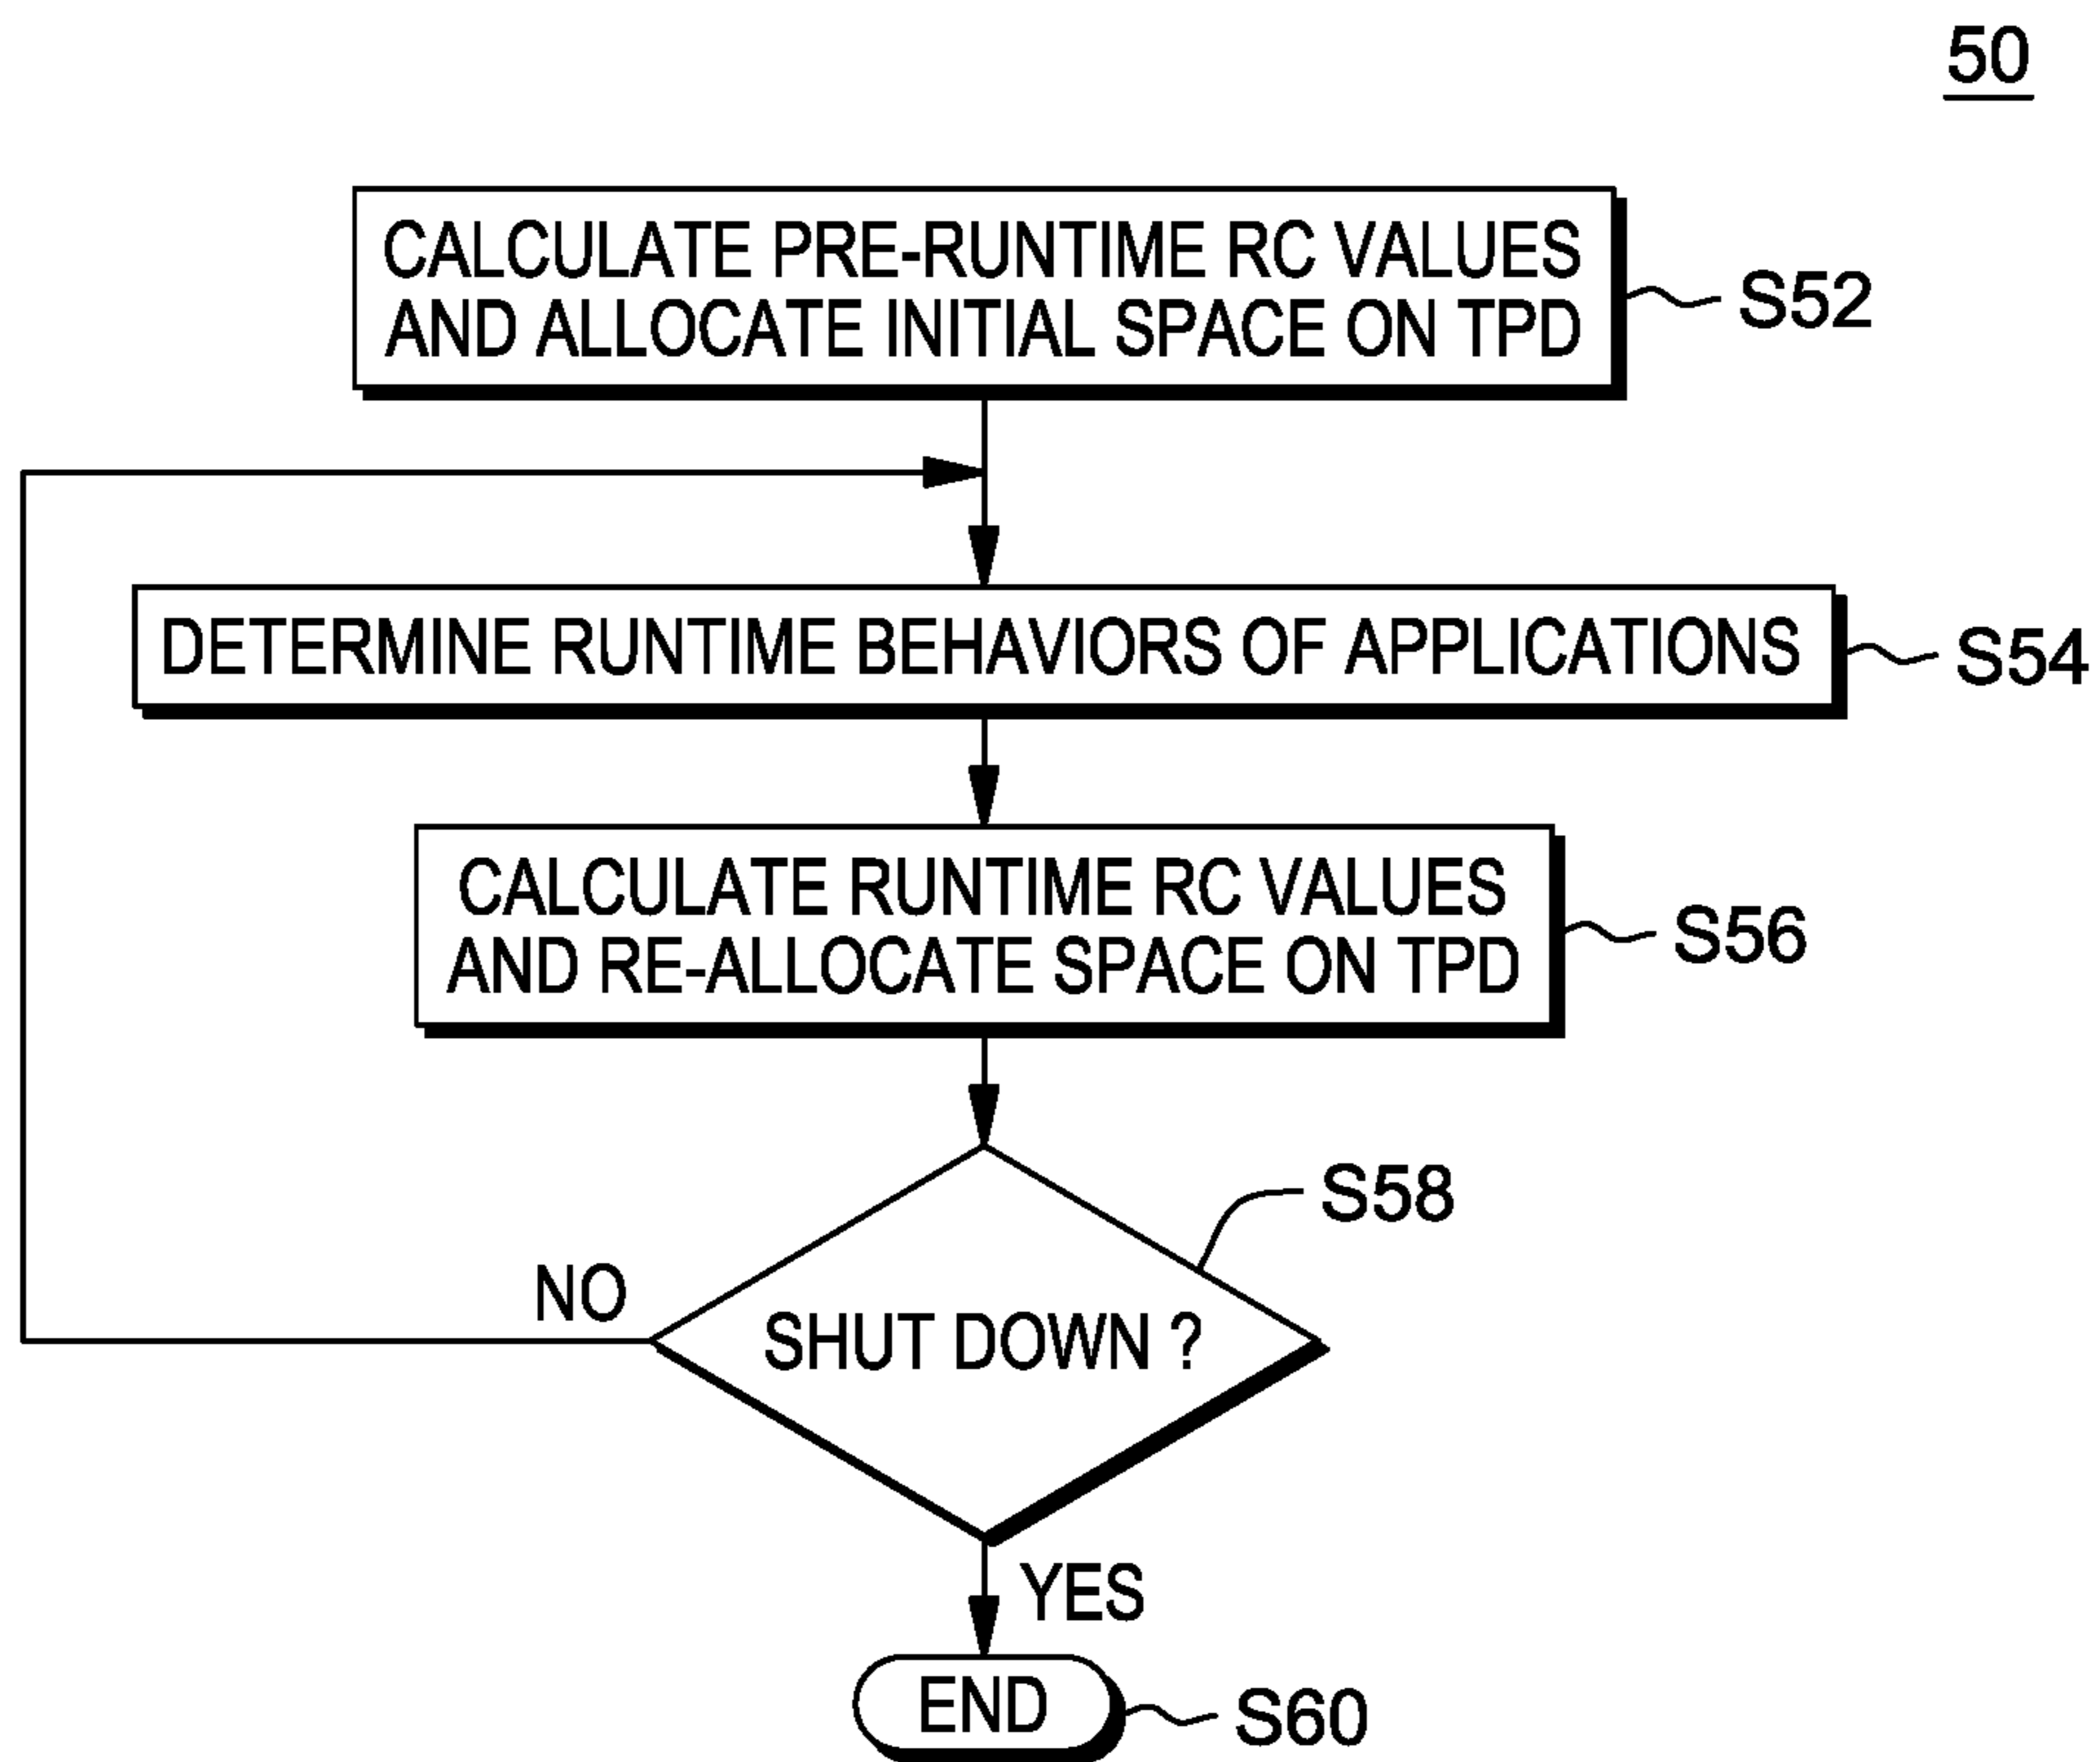 50
CALCULATE PRE-RUNTIME RC VALUES
AND ALLOCATE INITIAL SPACE ON TPD
S52
DETERMINE RUNTIME BEHAVIORS OF APPLICATIONS
S54
CALCULATE RUNTIME RC VALUES
AND RE-ALLOCATE SPACE ON TPD
S56
S58
NO
SHUT DOWN ?
YES
END
S60